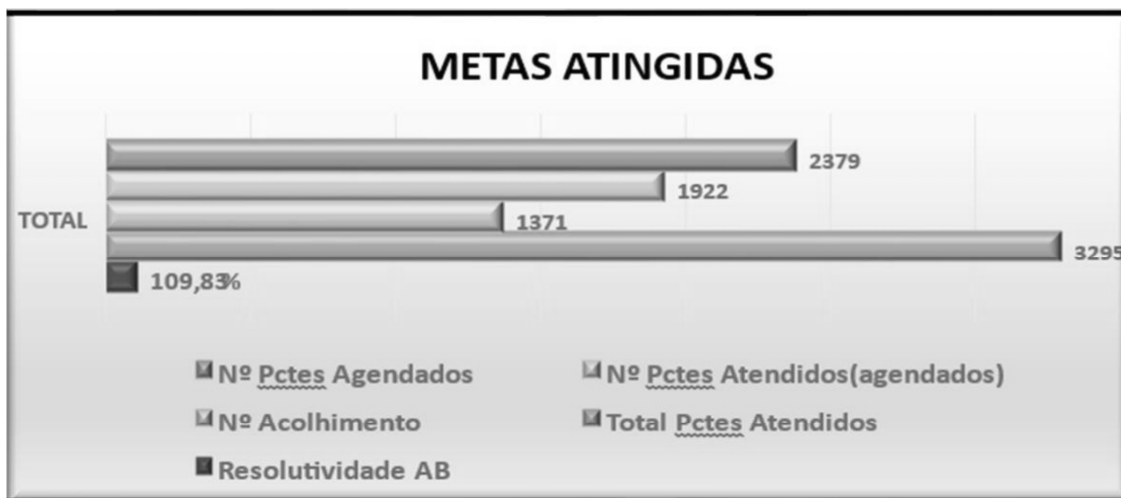 METAS ATINGIDAS
2379
1922
TOTAL
1371
3295
109,83%
Nº Pctes Agendados
Nº Pctes Atendidos(agendados)
Nº Acolhimento
Total Pctes Atendidos
Resolutividade AB